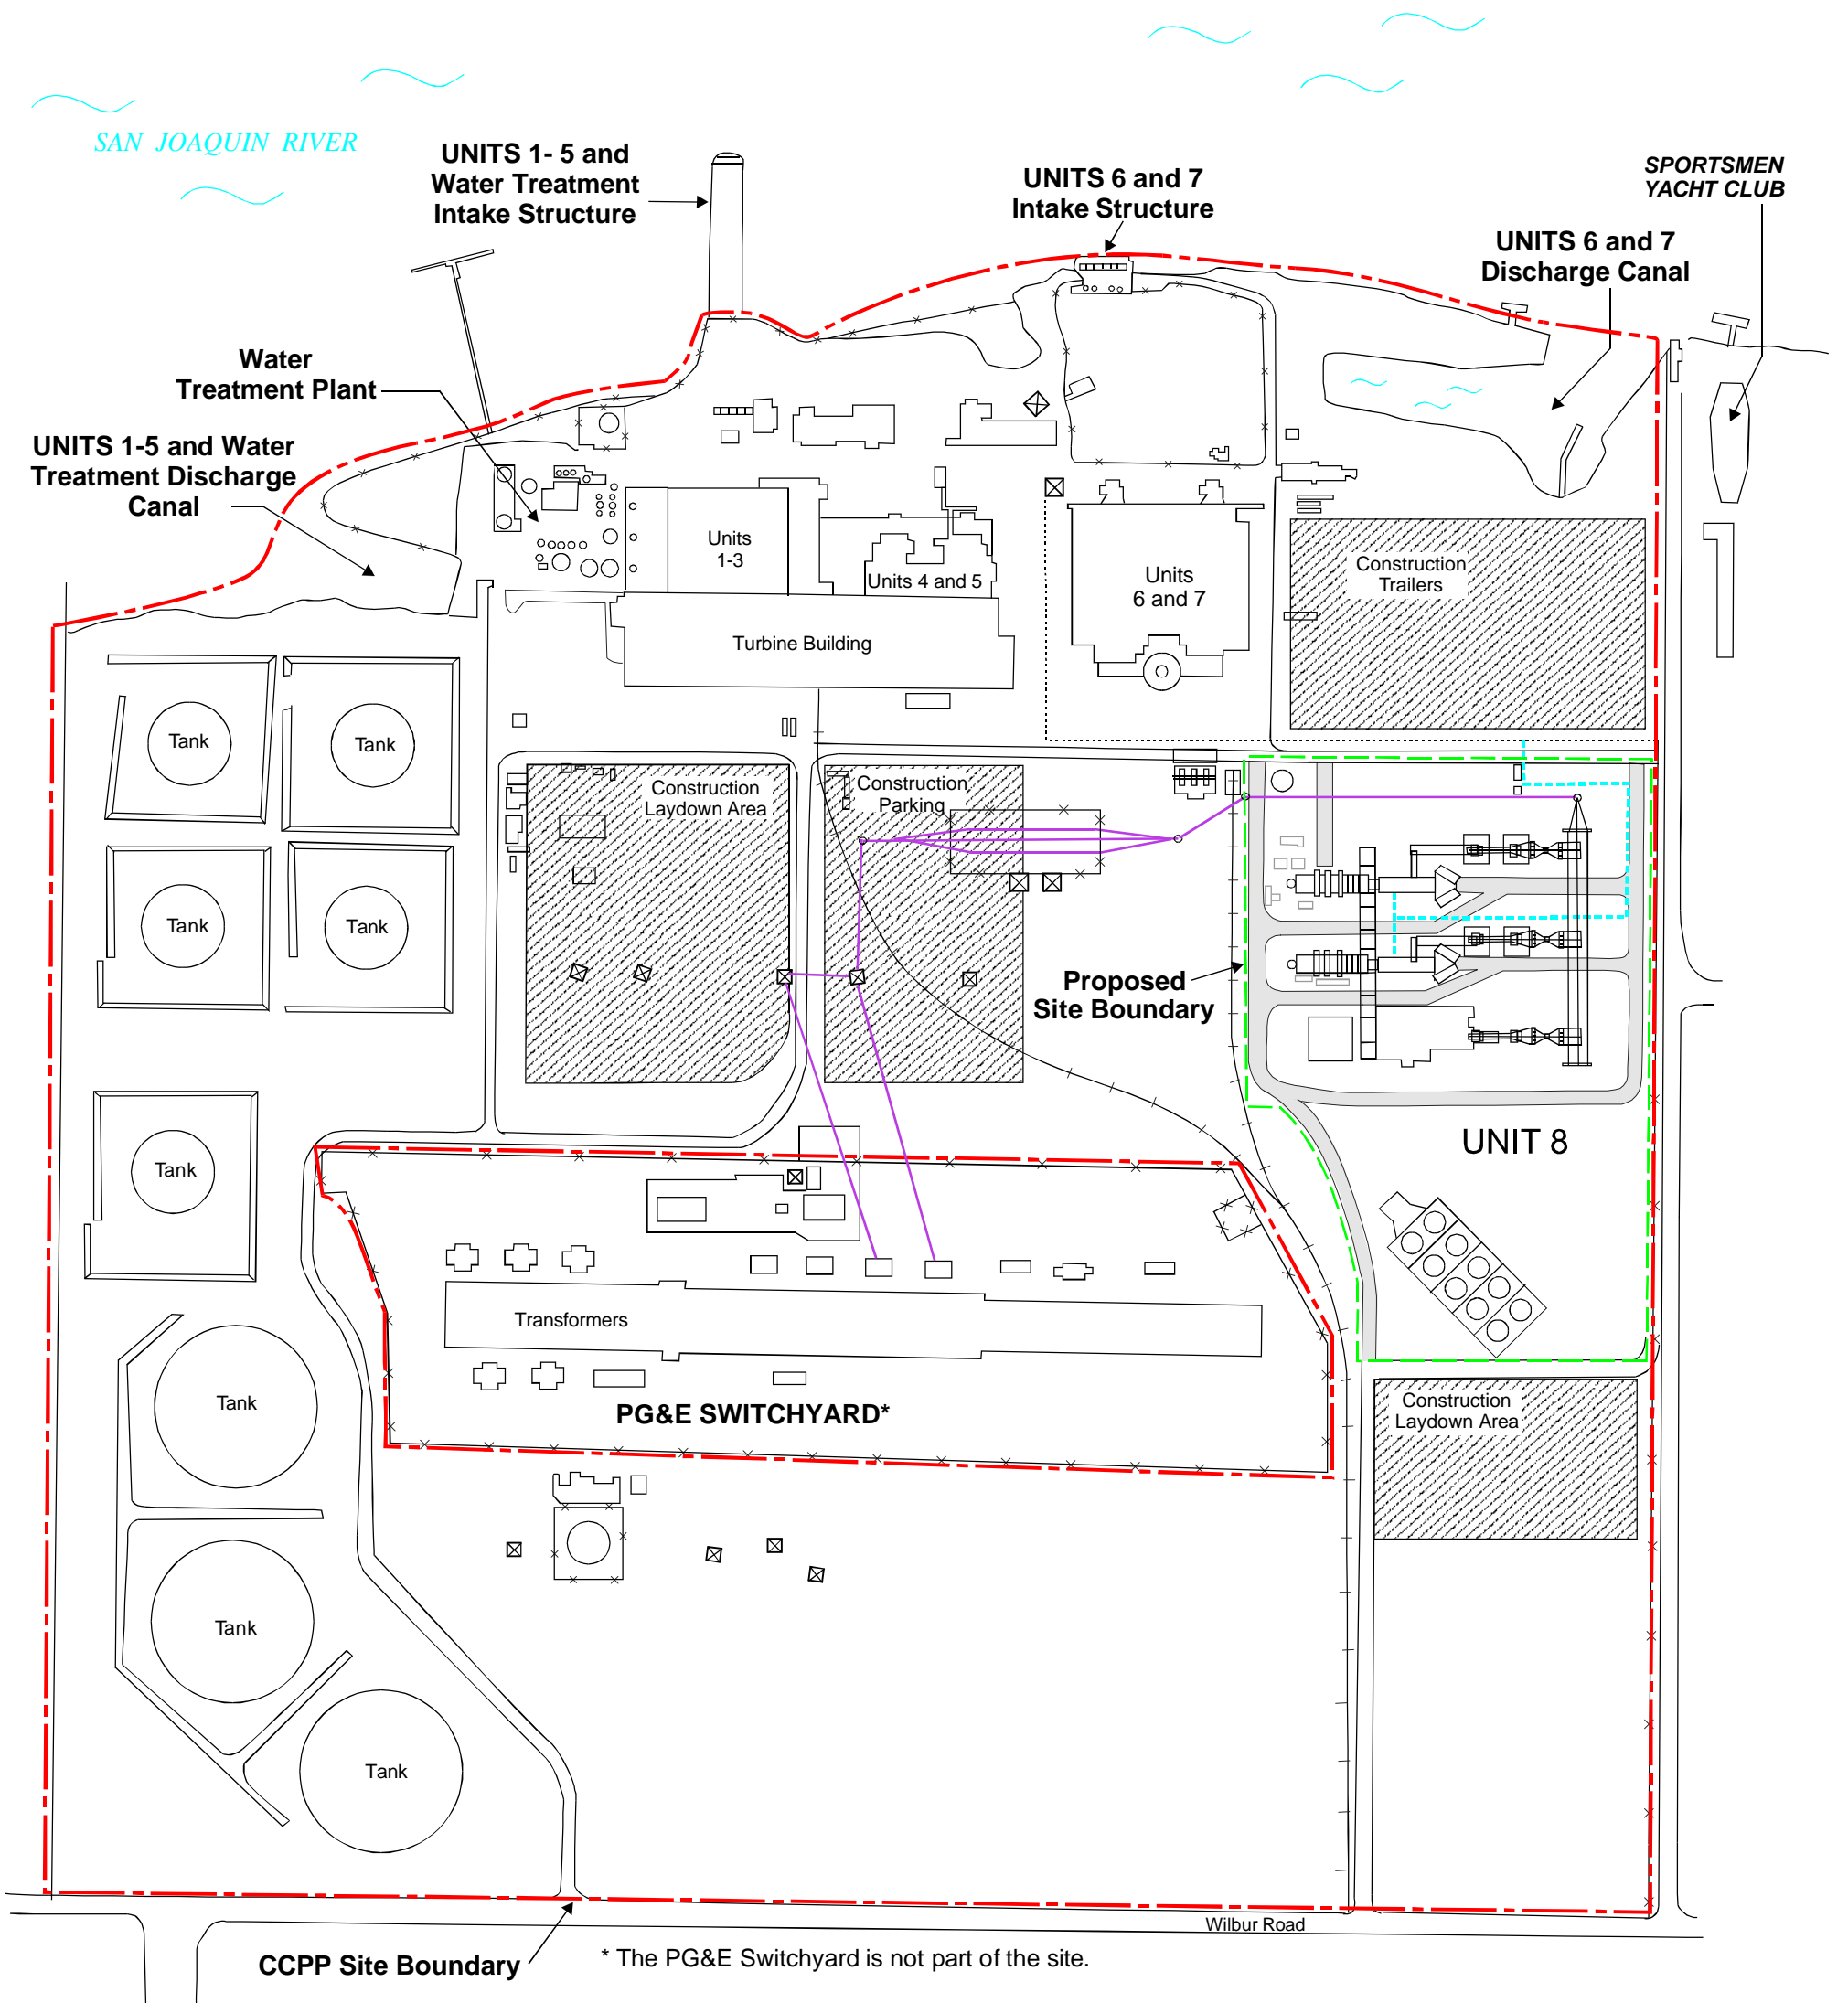 SAN JOAQUIN RIVER
UNITS 1- 5 and
Water Treatment
Intake Structure
UNITS 6 and 7
Intake Structure
SPORTSMEN
YACHT CLUB
UNITS 6 and 7
Discharge Canal
Water
Treatment Plant
UNITS 1-5 and Water
Treatment Discharge
Canal
Units
1-3
Units 4 and 5
Units
6 and 7
Construction
Trailers
Turbine Building
Tank
Tank
Construction
Laydown Area
Construction
Parking
Tank
Tank
Proposed
Site Boundary
UNIT 8
Tank
Transformers
PG&E SWITCHYARD*
Construction
Laydown Area
Tank
Tank
Tank
Wilbur Road
CCPP Site Boundary
* The PG&E Switchyard is not part of the site.